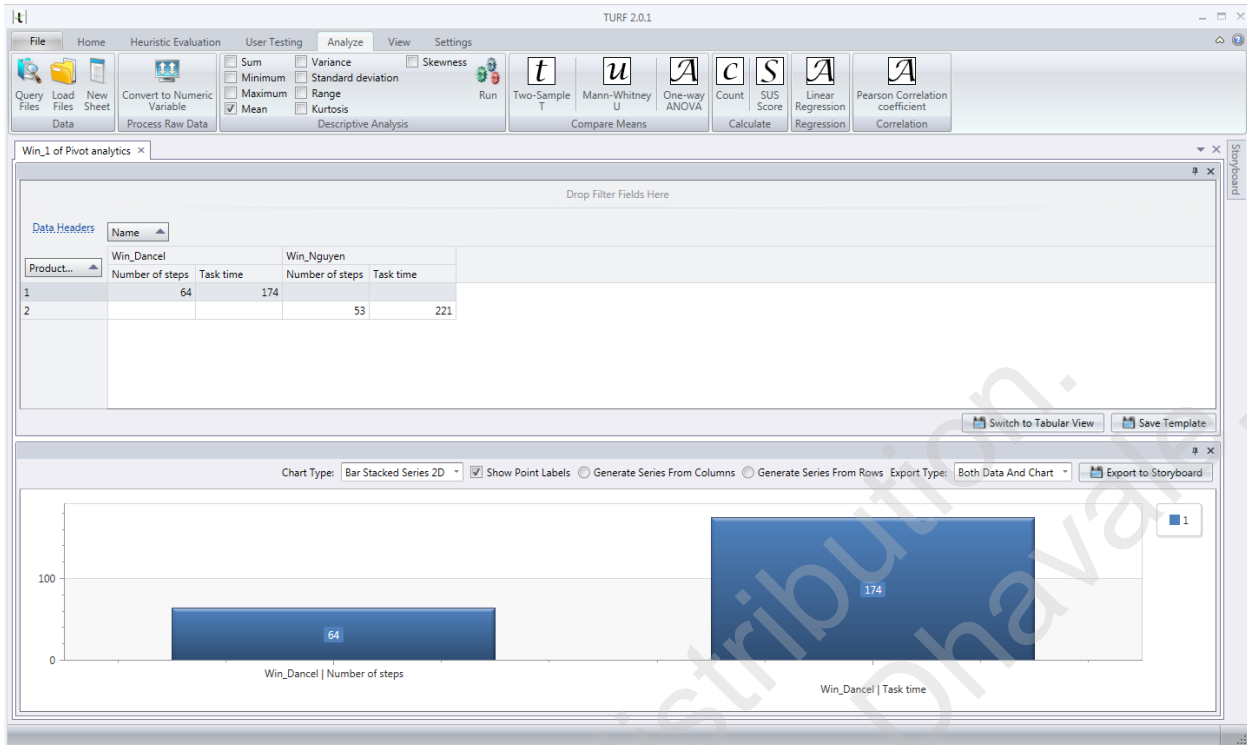 |t|
TURF 2.0.1
File Home Heuristic Evaluation User Testing Analyze View Settings
Query Files
Load Files
New Sheet
Data
Convert to Numeric Variable
Process Raw Data
Sum Variance Skewness
Minimum Standard deviation
Maximum Range
Mean Kurtosis
Run
Descriptive Analysis
t
Two-Sample T
u
Mann-Whitney U
A
One-way ANOVA
Compare Means
C
Count
S
SUS Score
Calculate
A
Linear Regression
Regression
A
Pearson Correlation coefficient
Correlation
Win_1 of Pivot analytics
Storyboard
Drop Filter Fields Here
Data Headers Name
Win_Dancel Win_Nguyen
Product... Number of steps Task time Number of steps Task time
1 64 174
2 53 221
Switch to Tabular View Save Template
Chart Type: Bar Stacked Series 2D Show Point Labels Generate Series From Columns Generate Series From Rows Export Type: Both Data And Chart Export to Storyboard
1
100
174
64
0
Win_Dancel | Number of steps
Win_Dancel | Task time
istribution.
Dhavale